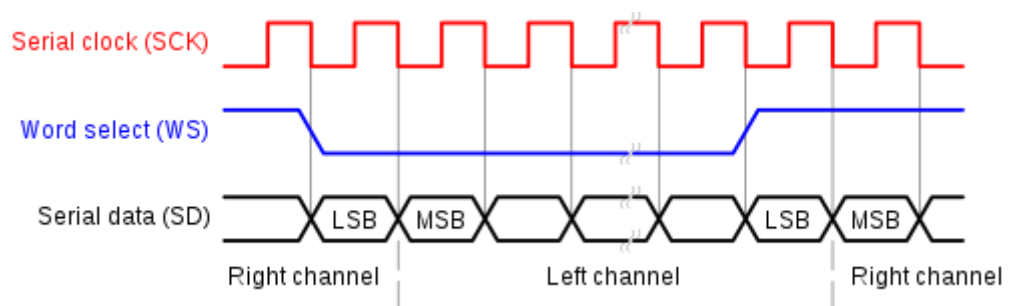 Serial clock (SCK)
Word select (WS)
Serial data (SD)
LSB
MSB
LSB
MSB
Right channel
Left channel
Right channel